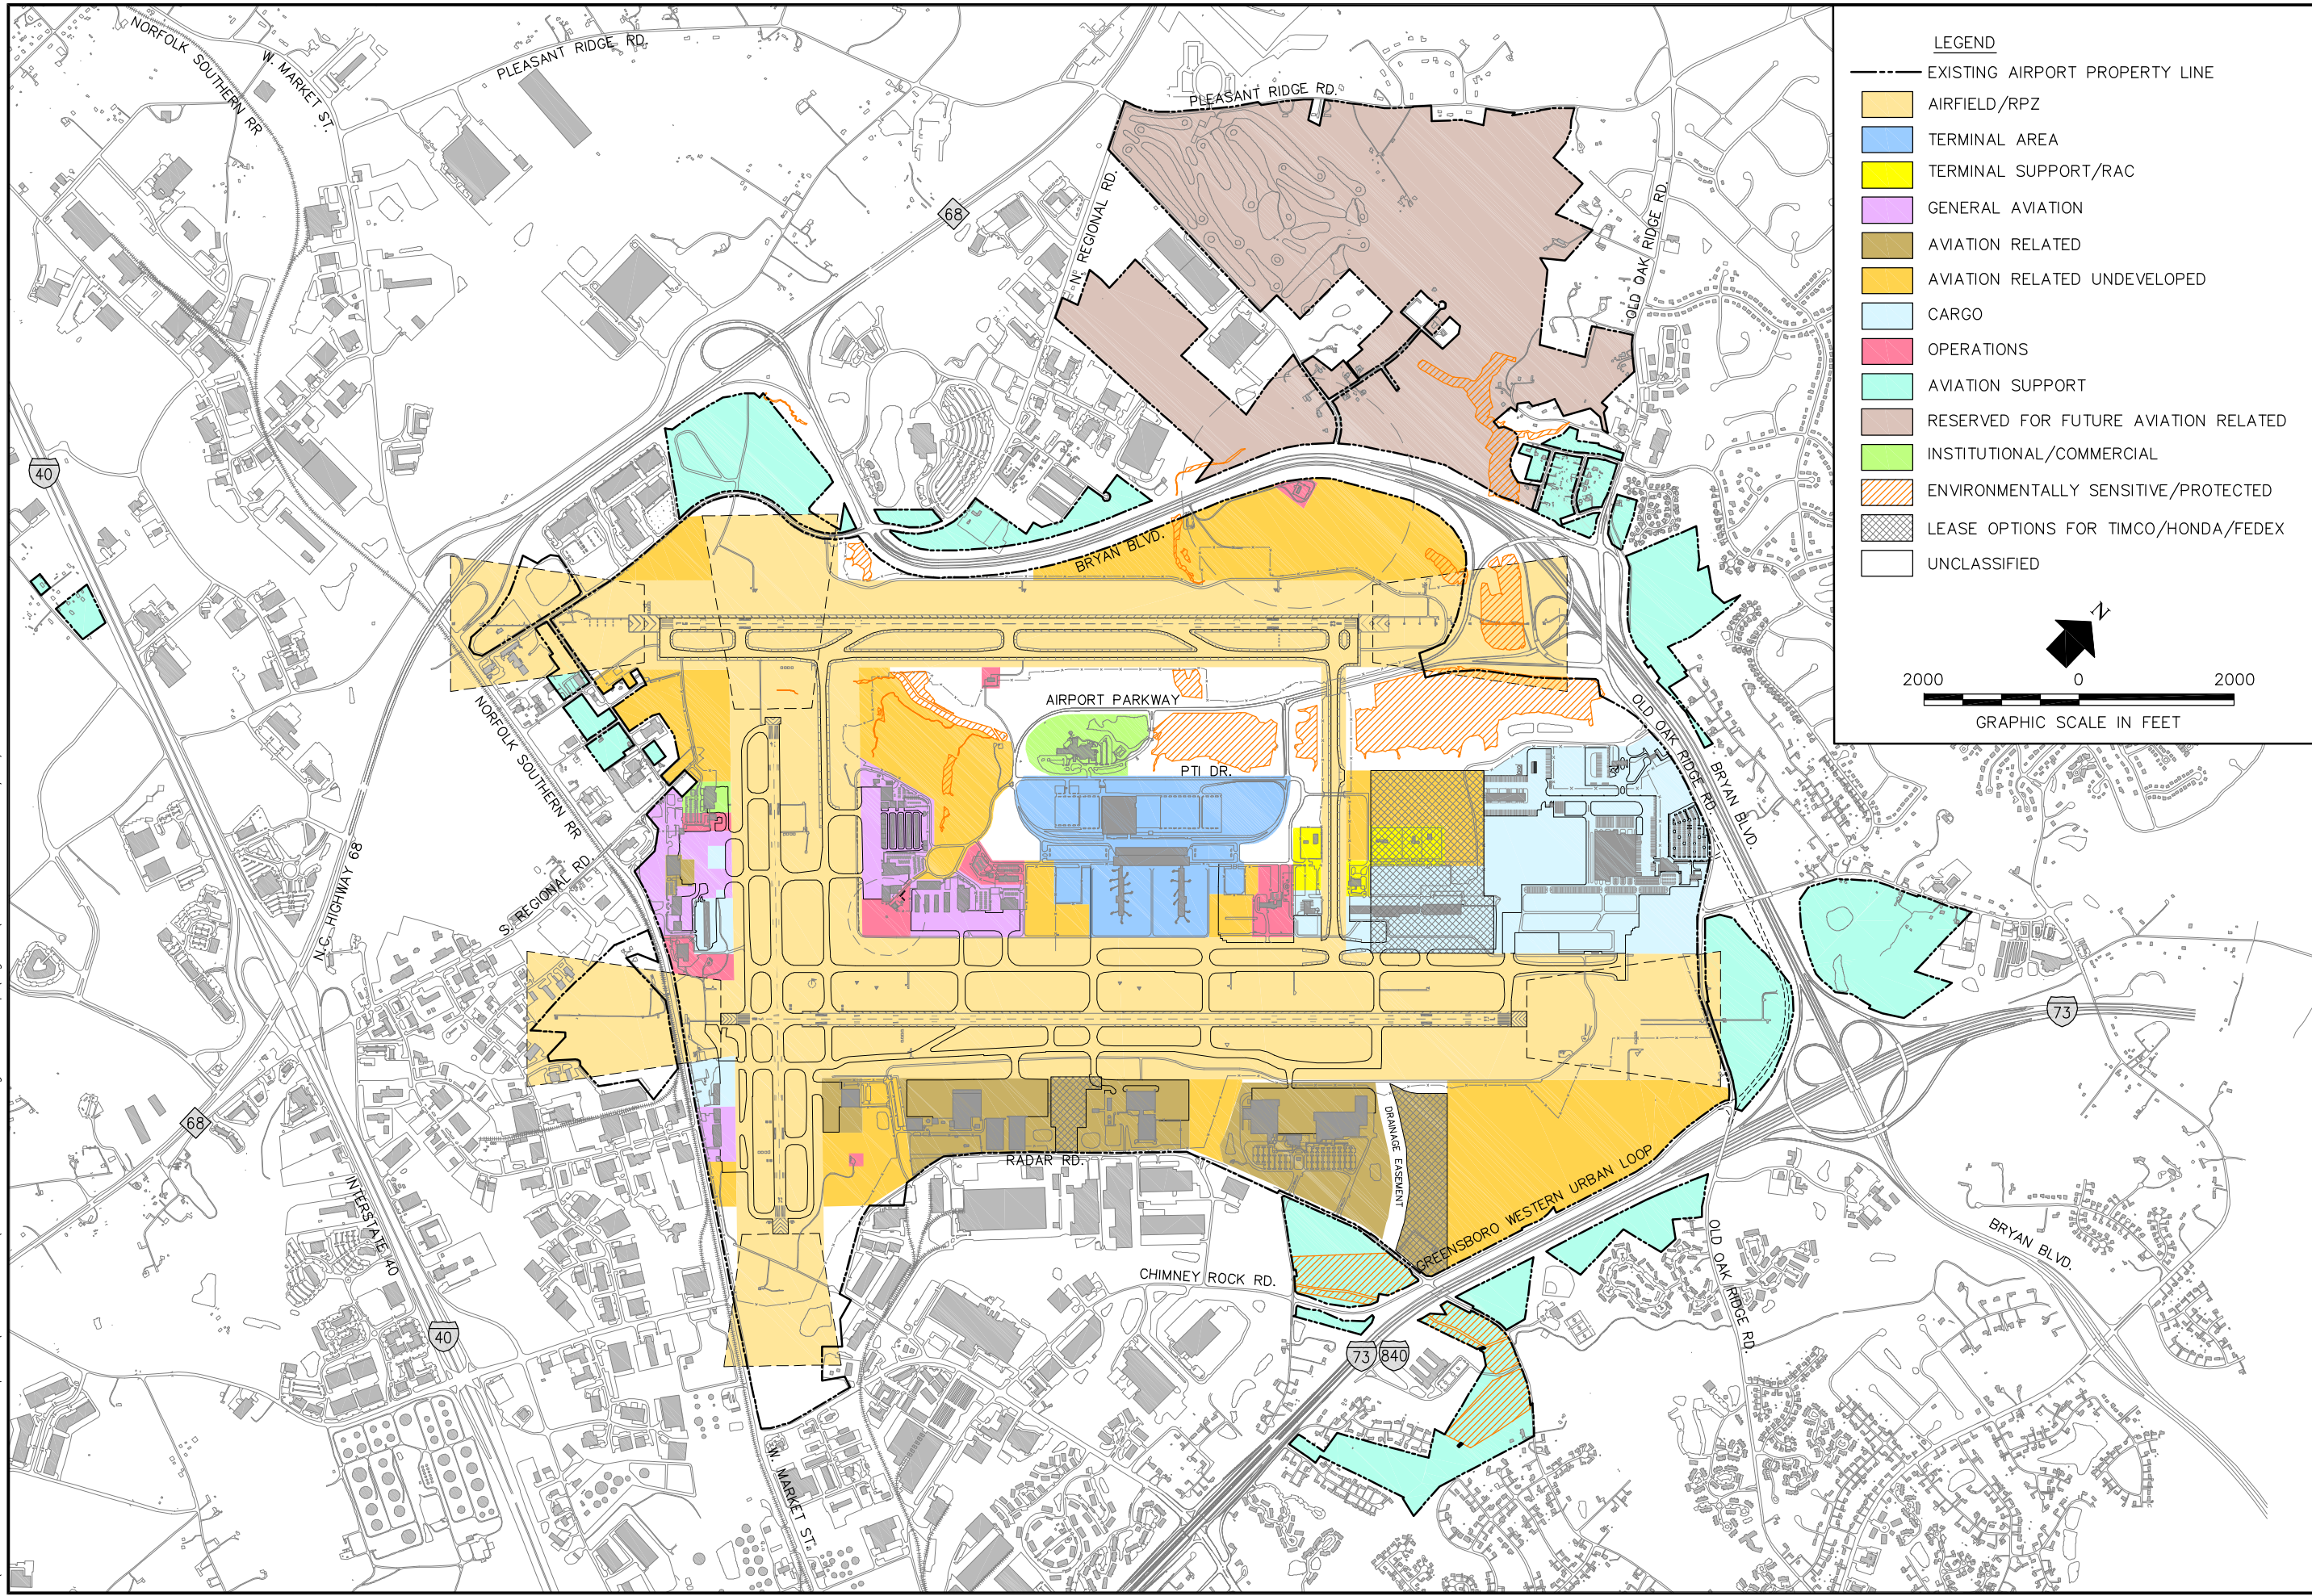 NORFOLK SOUTHERN RR
W. MARKET ST.
PLEASANT RIDGE RD.
PLEASANT RIDGE RD.
68
N. REGIONAL RD.
OLD OAK RIDGE RD.
40
BRYAN BLVD.
AIRPORT PARKWAY
PTI DR.
OLD OAK RIDGE RD.
BRYAN BLVD.
NORFOLK SOUTHERN RR
N.C. HIGHWAY 68
S. REGIONAL RD.
73
68
RADAR RD.
DRAINAGE EASEMENT
GREENSBORO WESTERN URBAN LOOP
INTERSTATE 40
CHIMNEY ROCK RD.
OLD OAK RIDGE RD.
BRYAN BLVD.
40
73
840
W. MARKET ST.
LEGEND
EXISTING AIRPORT PROPERTY LINE
AIRFIELD/RPZ
TERMINAL AREA
TERMINAL SUPPORT/RAC
GENERAL AVIATION
AVIATION RELATED
AVIATION RELATED UNDEVELOPED
CARGO
OPERATIONS
AVIATION SUPPORT
RESERVED FOR FUTURE AVIATION RELATED
INSTITUTIONAL/COMMERCIAL
ENVIRONMENTALLY SENSITIVE/PROTECTED
LEASE OPTIONS FOR TIMCO/HONDA/FEDEX
UNCLASSIFIED
N
2000 0 2000
GRAPHIC SCALE IN FEET